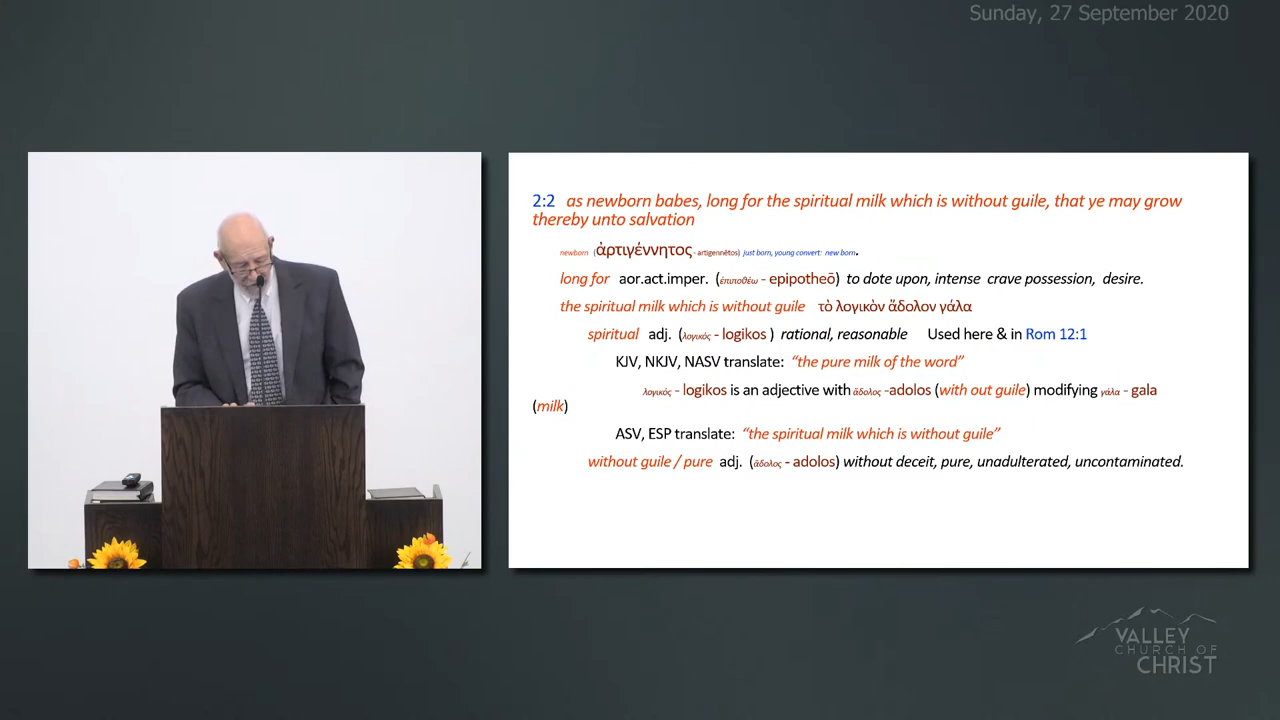 Sunday, 27 September 2020
2:2 as newborn babes, long for the spiritual milk which is without guile, that ye may grow
thereby unto salvation
newborn (ἀρτιγέννητος - artigennētos) just born, young convert: new born.
long for aor.act.imper. (ἐπιποθέω - epipotheō) to dote upon, intense crave possession, desire.
the spiritual milk which is without guile τὸ λογικὸν ἄδολον γάλα
spiritual adj. (λογικός - logikos ) rational, reasonable Used here & in Rom 12:1
KJV, NKJV, NASV translate: “the pure milk of the word”
λογικός - logikos is an adjective with ἄδολος -adolos (with out guile) modifying γάλα - gala
(milk)
ASV, ESP translate: “the spiritual milk which is without guile”
without guile / pure adj. (ἄδολος - adolos) without deceit, pure, unadulterated, uncontaminated.
VALLEY
CHURCH OF
CHRIST